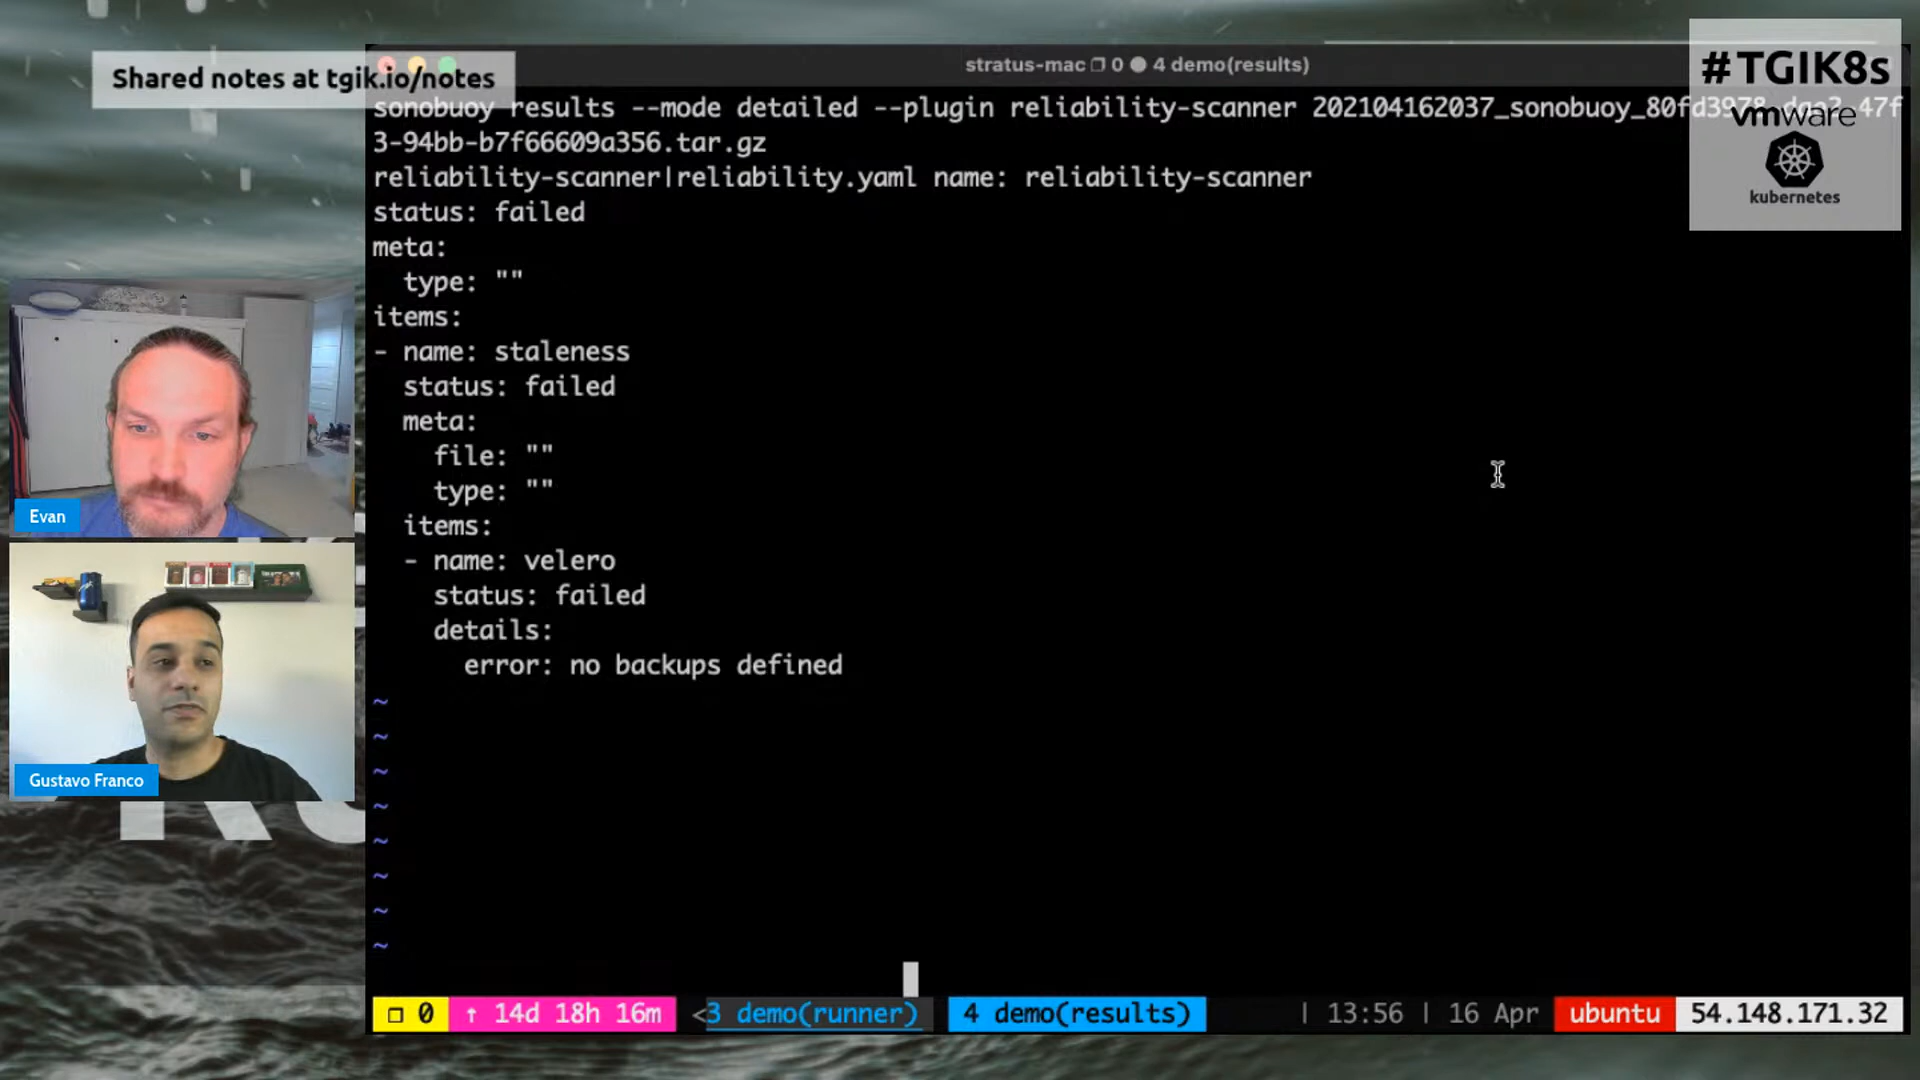 Shared notes at tgik.io/notes
stratus-mac ❐ 0 ● 4 demo(results)
#TGIK8s
vmware
kubernetes
sonobuoy results --mode detailed --plugin reliability-scanner 202104162037_sonobuoy_80fd3978 47f
3-94bb-b7f66609a356.tar.gz
reliability-scanner|reliability.yaml name: reliability-scanner
status: failed
meta:
  type: ""
items:
- name: staleness
  status: failed
  meta:
    file: ""
    type: ""
  items:
  - name: velero
    status: failed
    details:
      error: no backups defined
~
~
~
~
~
~
~
~
Evan
Gustavo Franco
❐ 0 ↑ 14d 18h 16m <3 demo(runner) 4 demo(results) | 13:56 | 16 Apr ubuntu 54.148.171.32